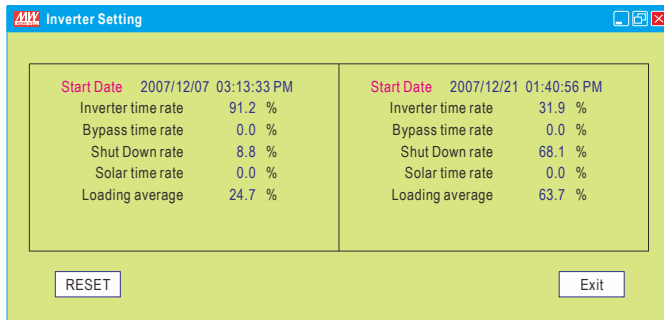 MW Inverter Setting
Start Date 2007/12/07 03:13:33 PM
Inverter time rate 91.2 %
Bypass time rate 0.0 %
Shut Down rate 8.8 %
Solar time rate 0.0 %
Loading average 24.7 %
Start Date 2007/12/21 01:40:56 PM
Inverter time rate 31.9 %
Bypass time rate 0.0 %
Shut Down rate 68.1 %
Solar time rate 0.0 %
Loading average 63.7 %
RESET
Exit